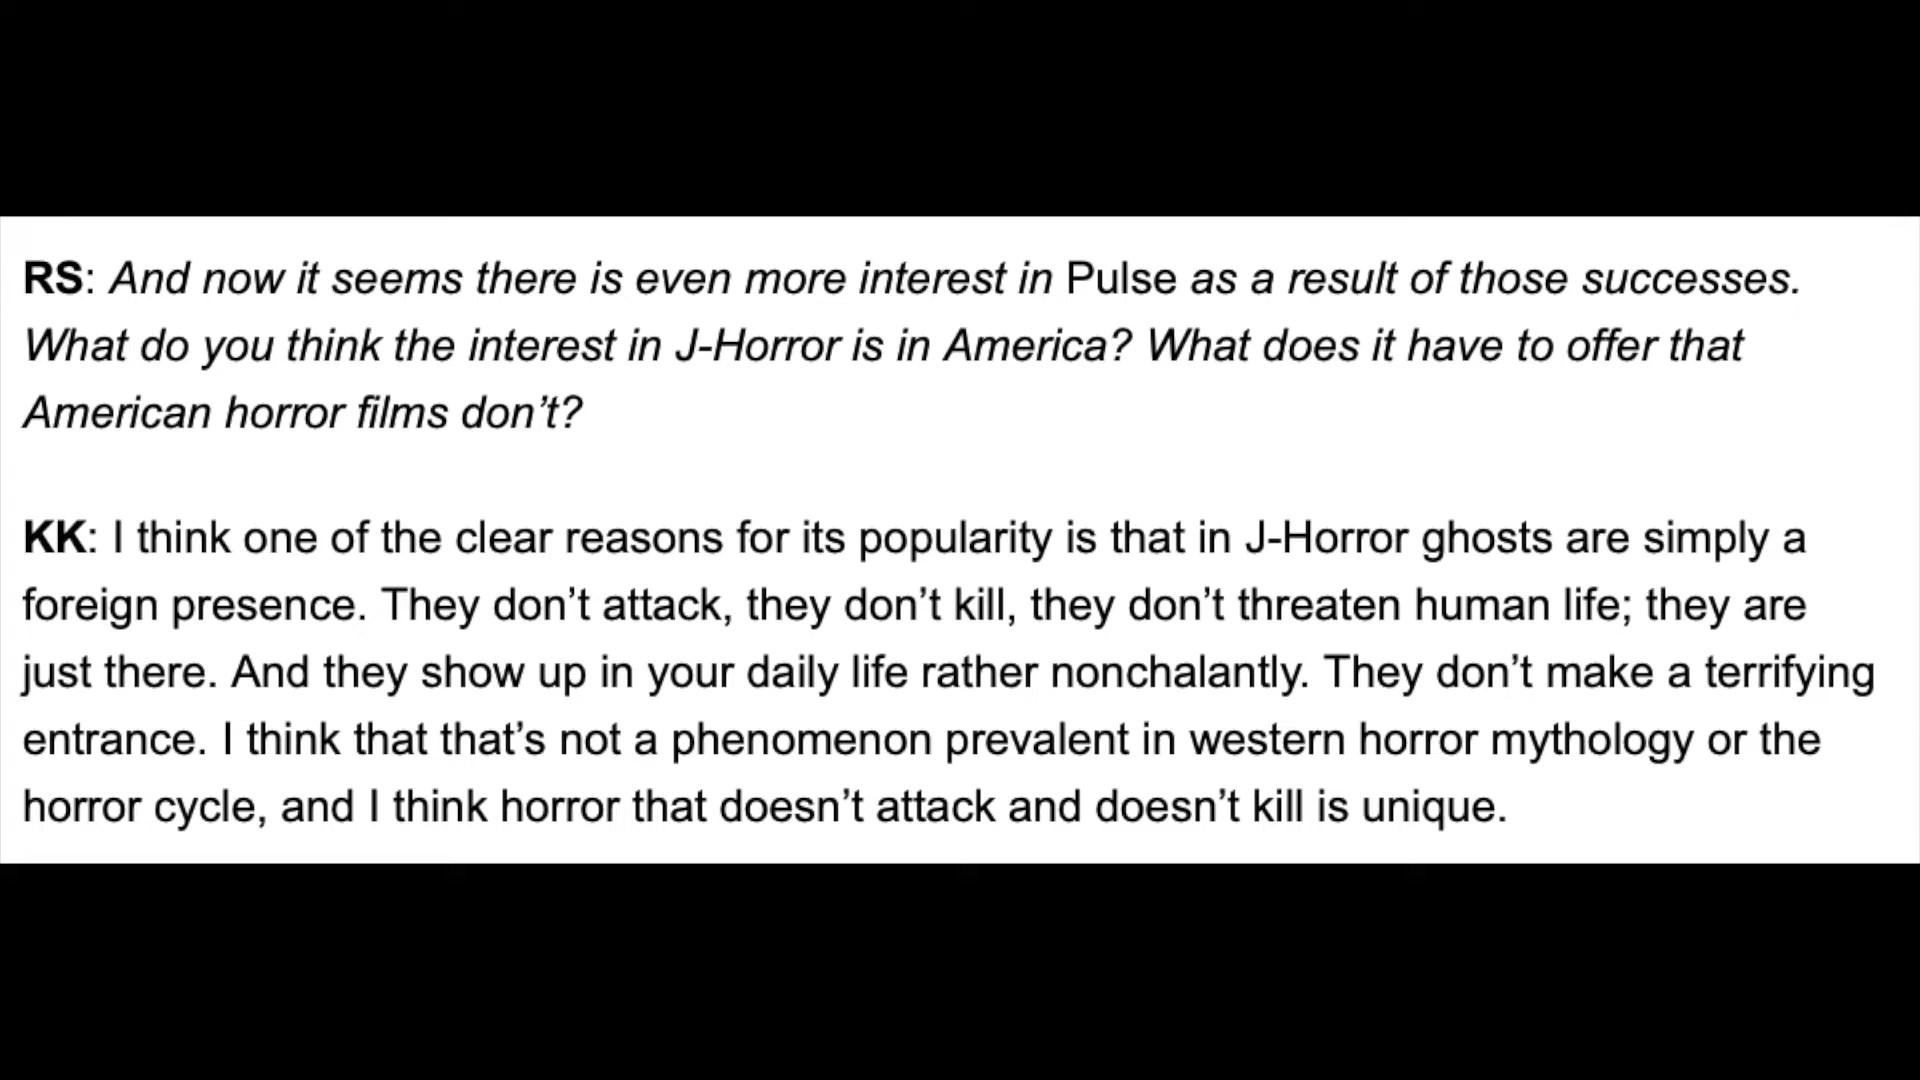 RS: And now it seems there is even more interest in Pulse as a result of those successes.
What do you think the interest in J-Horror is in America? What does it have to offer that
American horror films don’t?
KK: I think one of the clear reasons for its popularity is that in J-Horror ghosts are simply a
foreign presence. They don’t attack, they don’t kill, they don’t threaten human life; they are
just there. And they show up in your daily life rather nonchalantly. They don’t make a terrifying
entrance. I think that that’s not a phenomenon prevalent in western horror mythology or the
horror cycle, and I think horror that doesn’t attack and doesn’t kill is unique.